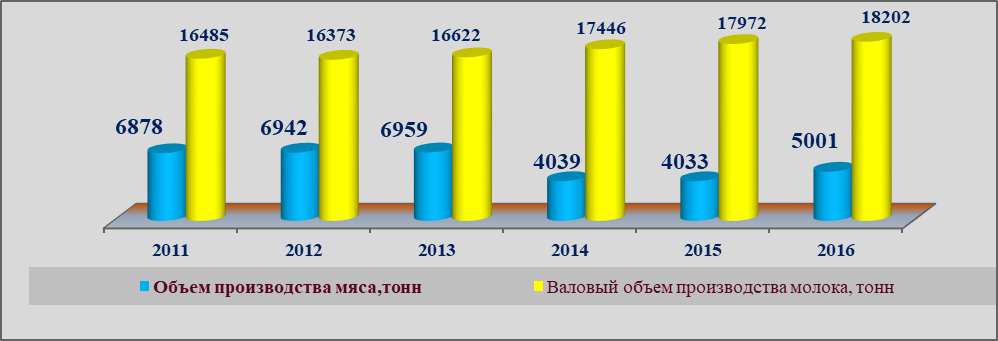 16485 16373 16622 17446 17972 18202
6878 6942 6959 4039 4033 5001
2011 2012 2013 2014 2015 2016
Объем производства мяса,тонн Валовый объем производства молока, тонн